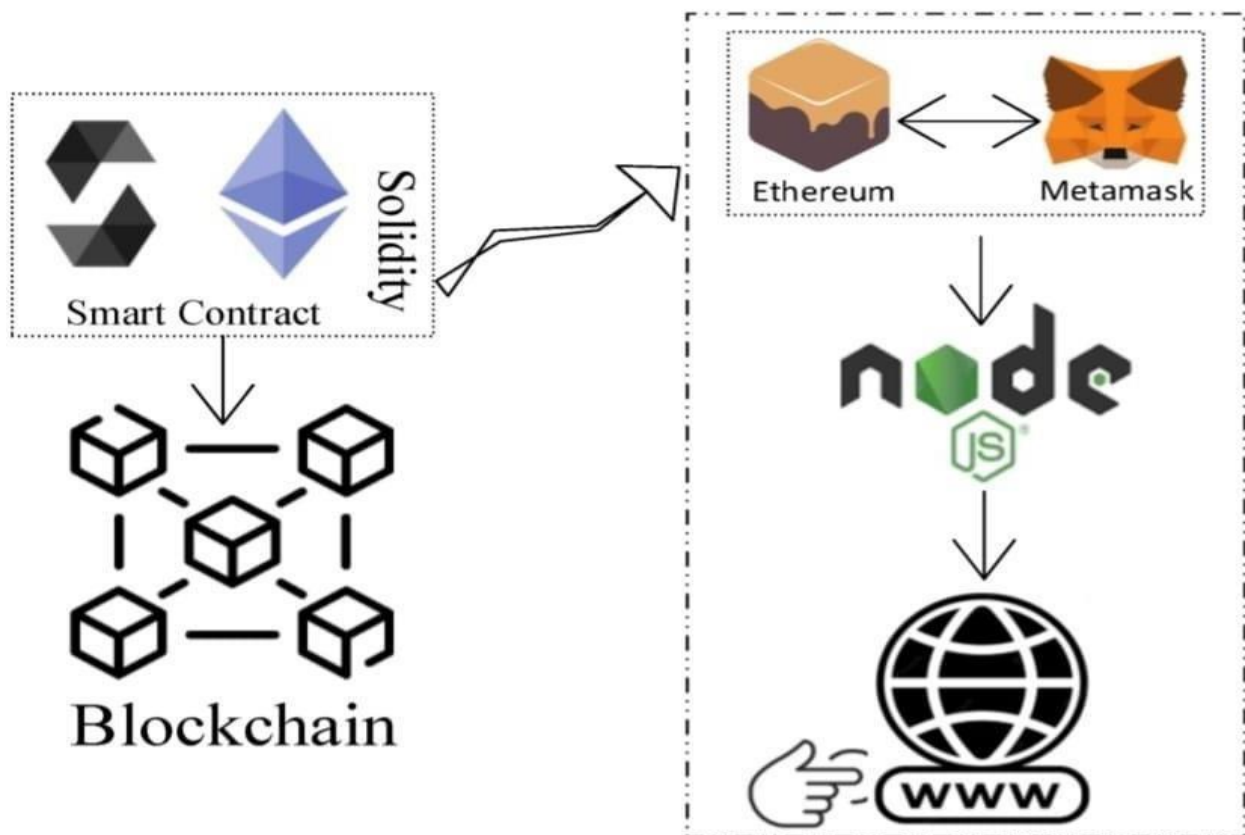 Solidity
Smart Contract
Blockchain
Ethereum
Metamask
node
JS
®
www